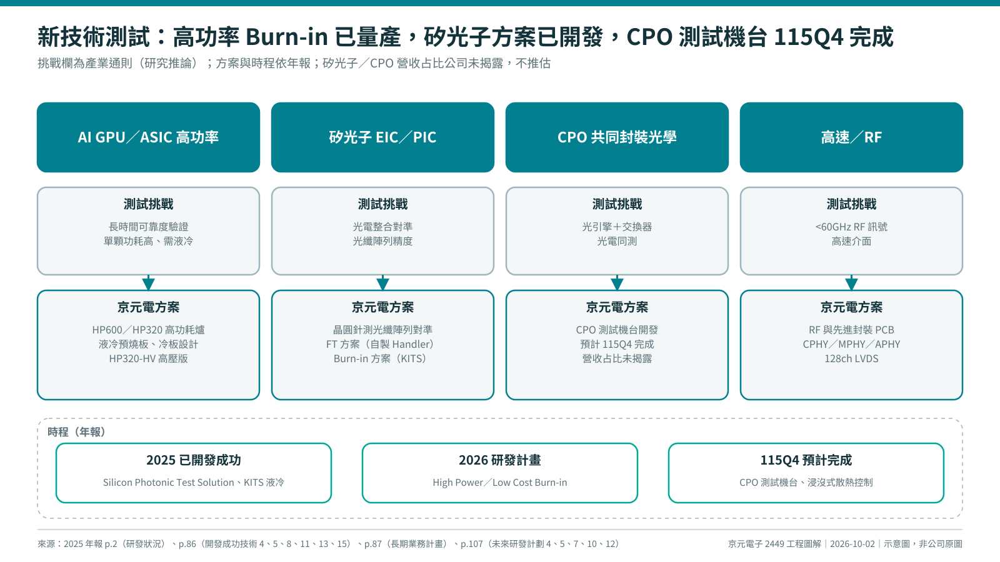 新技術測試：高功率 Burn-in 已量產，矽光子方案已開發，CPO 測試機台 115Q4 完成
挑戰欄為產業通則（研究推論）；方案與時程依年報；矽光子／CPO 營收占比公司未揭露，不推估
AI GPU／ASIC 高功率
矽光子 EIC／PIC
CPO 共同封裝光學
高速／RF
測試挑戰
長時間可靠度驗證
單顆功耗高、需液冷
測試挑戰
光電整合對準
光纖陣列精度
測試挑戰
光引擎＋交換器
光電同測
測試挑戰
<60GHz RF 訊號
高速介面
京元電方案
HP600／HP320 高功耗爐
液冷預燒板、冷板設計
HP320-HV 高壓版
京元電方案
晶圓針測光纖陣列對準
FT 方案（自製 Handler）
Burn-in 方案（KITS）
京元電方案
CPO 測試機台開發
預計 115Q4 完成
營收占比未揭露
京元電方案
RF 與先進封裝 PCB
CPHY／MPHY／APHY
128ch LVDS
時程（年報）
2025 已開發成功
Silicon Photonic Test Solution、KITS 液冷
2026 研發計畫
High Power／Low Cost Burn-in
115Q4 預計完成
CPO 測試機台、浸沒式散熱控制
來源：2025 年報 p.2（研發狀況）、p.86（開發成功技術 4、5、8、11、13、15）、p.87（長期業務計畫）、p.107（未來研發計劃 4、5、7、10、12）
京元電子 2449 工程圖解｜2026-10-02｜示意圖，非公司原圖